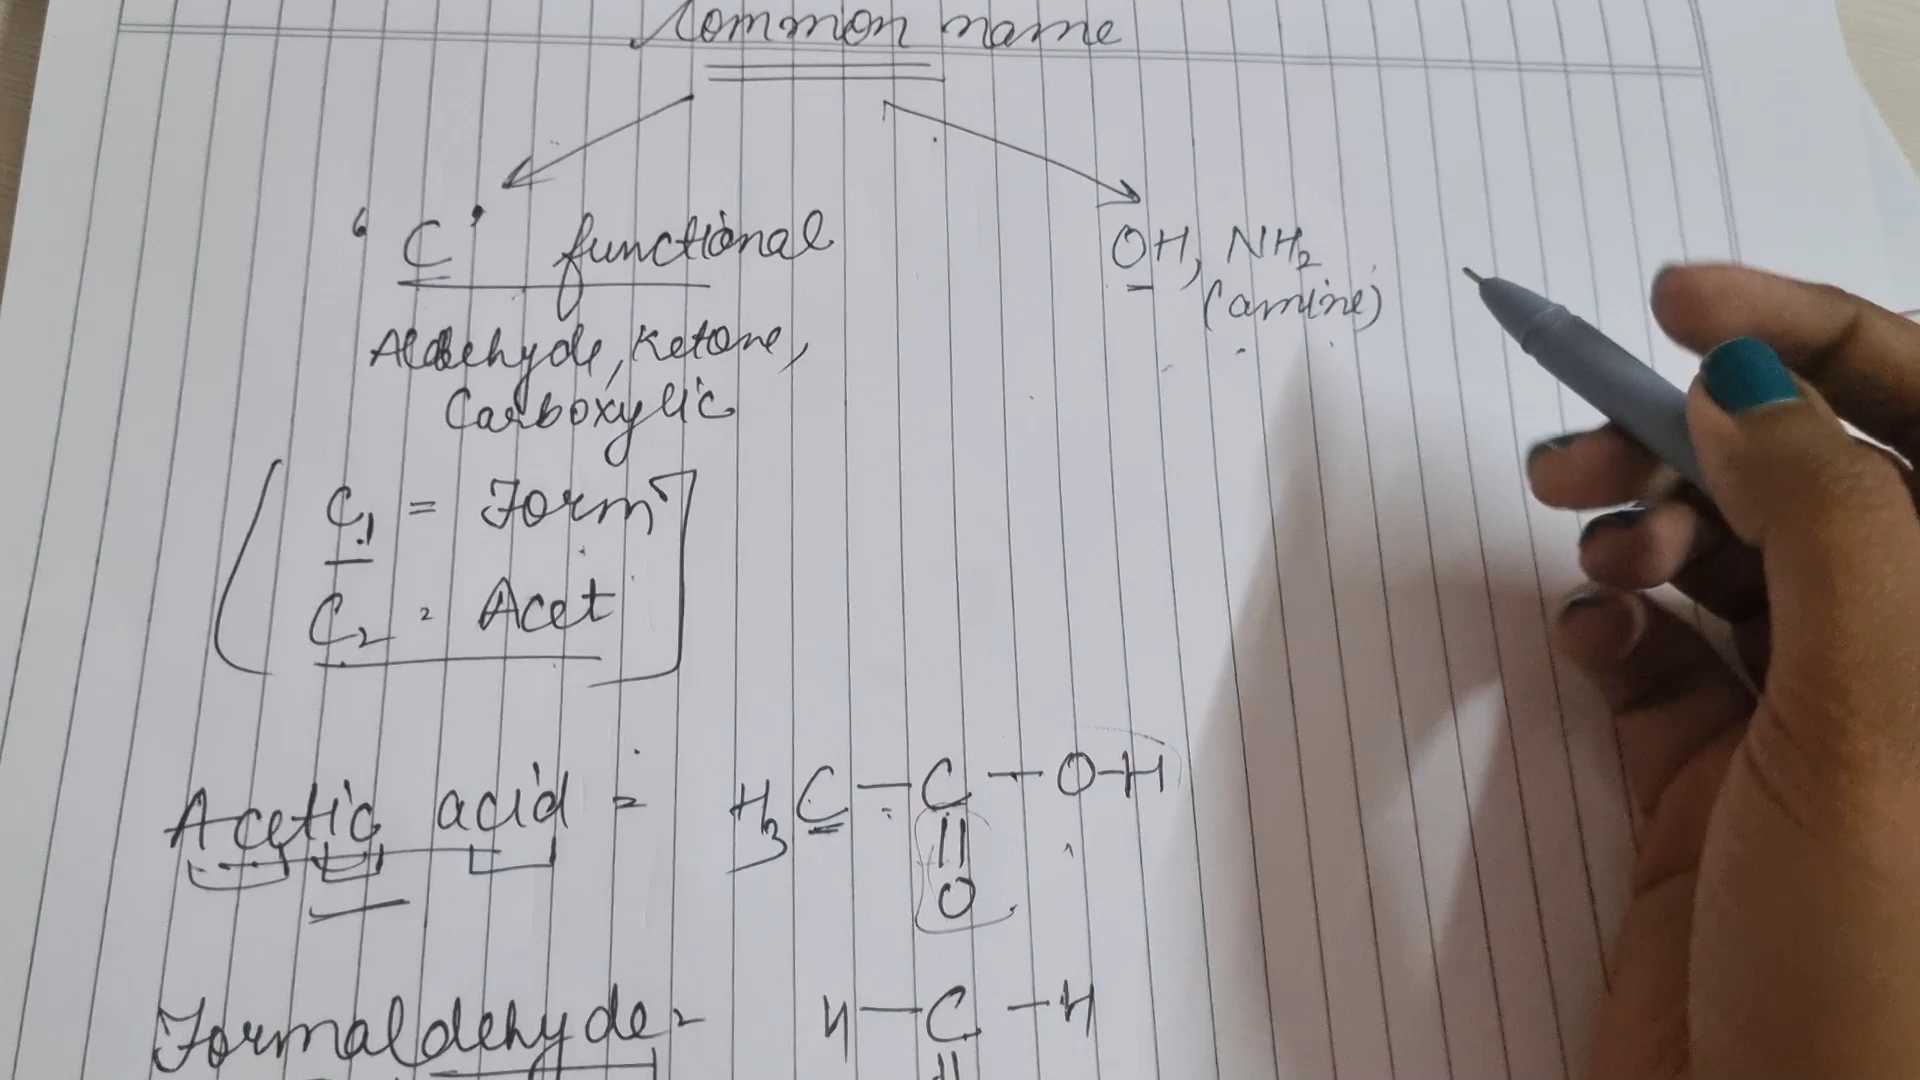 Common name
"C" functional
OH, NH2
(amine)
Aldehyde, Ketone,
Carboxylic
C1 = Form
C2 = Acet
Acetic acid = H3C-C-O-H
||
O
Formaldehyde = H-C-H
||